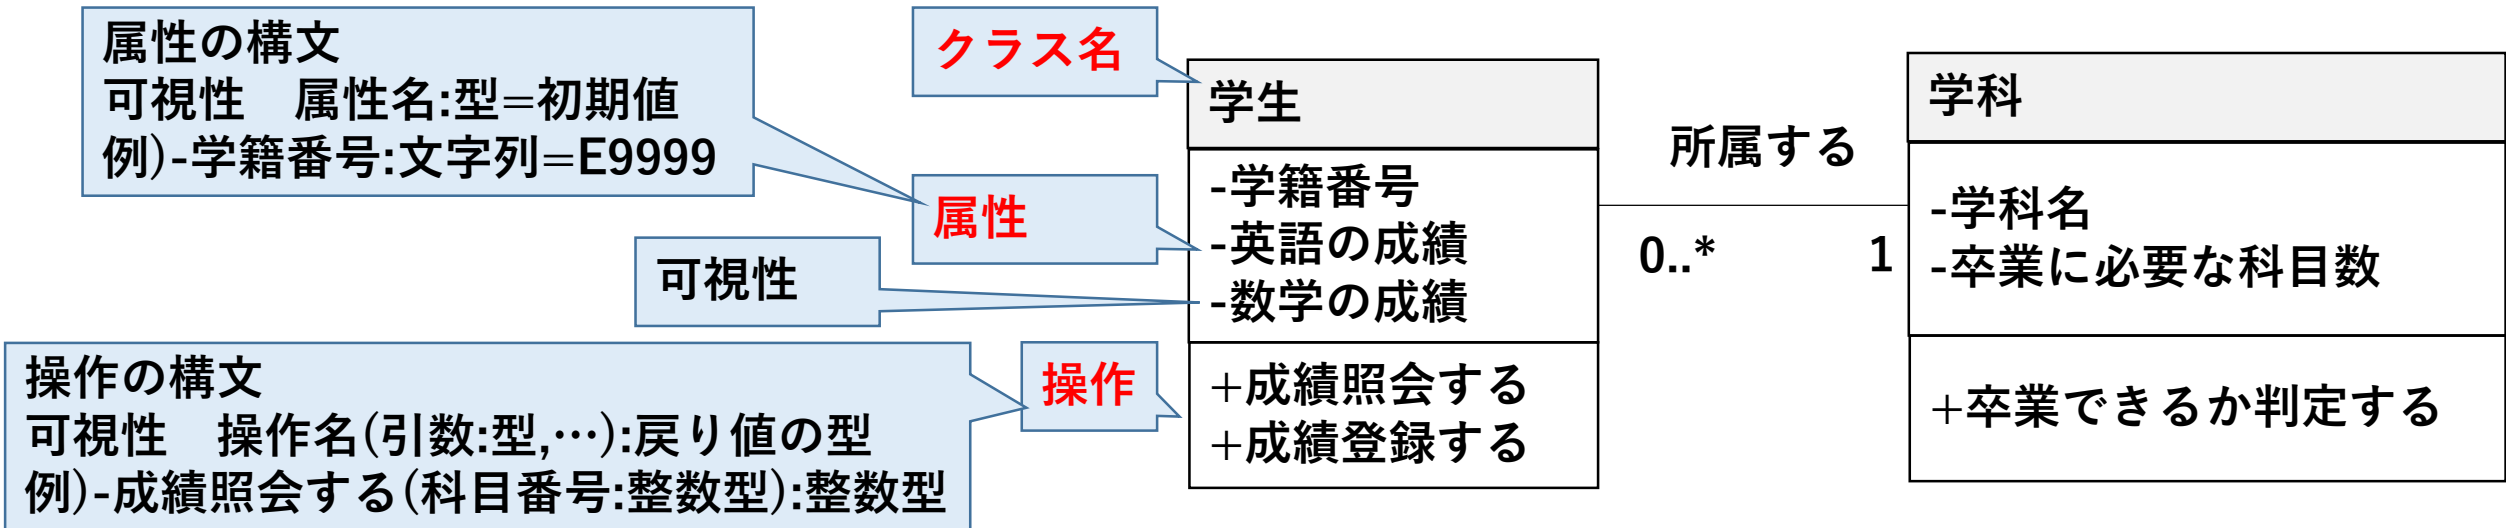 属性の構文
可視性　属性名:型=初期値
例)-学籍番号:文字列=E9999
クラス名
属性
可視性
操作の構文
可視性　操作名(引数:型,…):戻り値の型
例)-成績照会する(科目番号:整数型):整数型
操作
学生
-学籍番号
-英語の成績
-数学の成績
+成績照会する
+成績登録する
所属する
0..*　1
学科
-学科名
-卒業に必要な科目数
+卒業できるか判定する